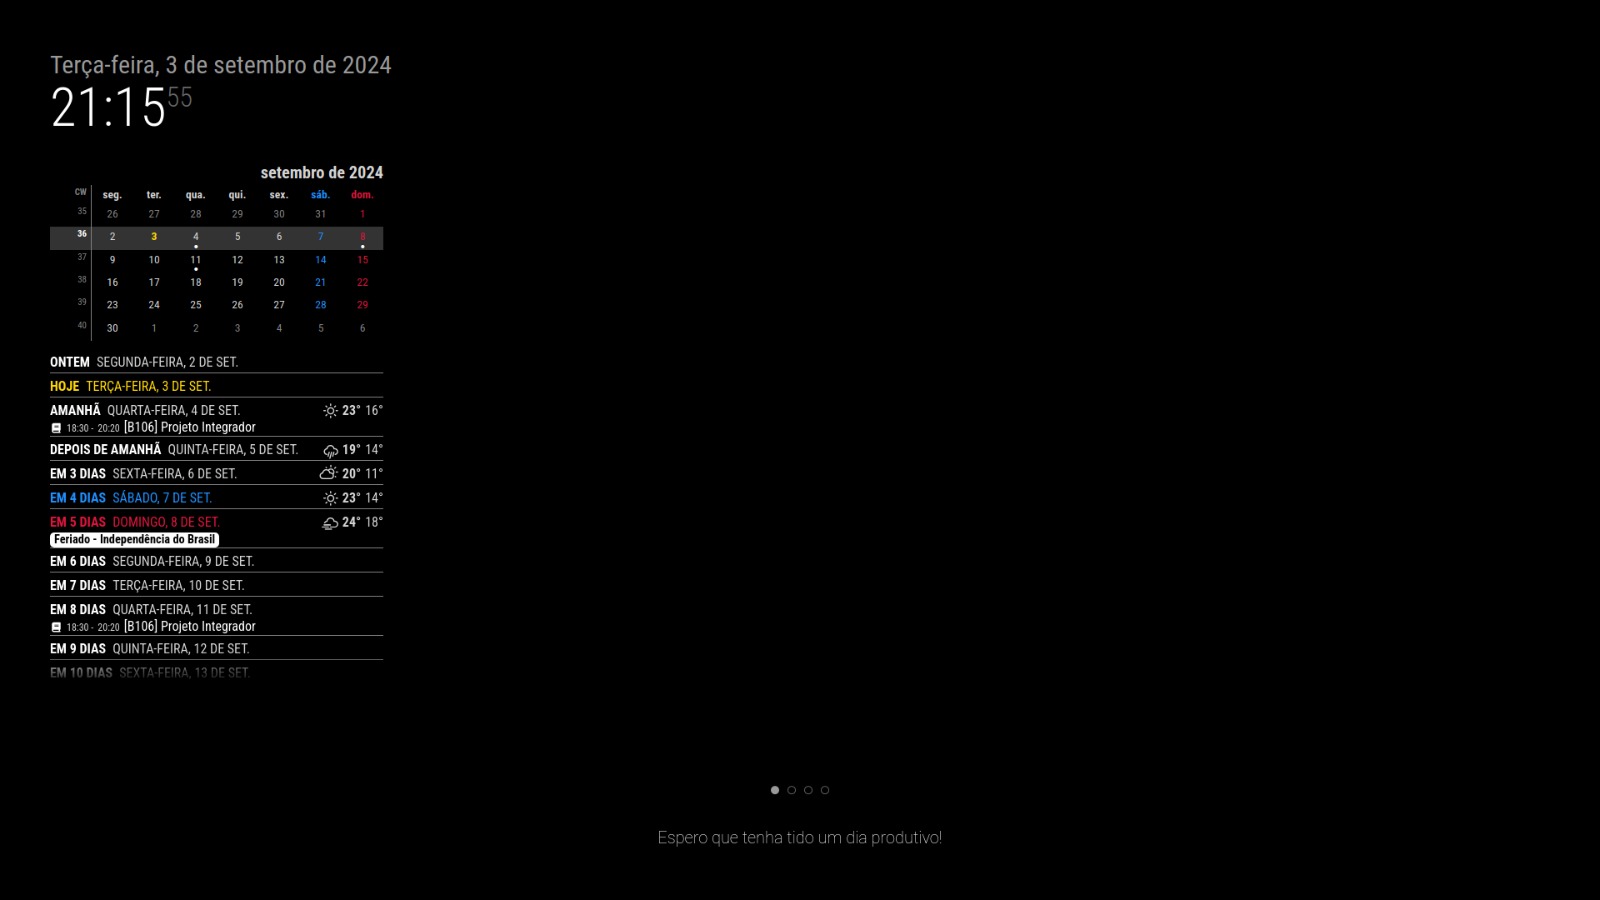 Terça-feira, 3 de setembro de 2024
21:15 55
setembro de 2024
CW seg. ter. qua. qui. sex. sáb. dom.
35 26 27 28 29 30 31 1
36 2 3 4 5 6 7 8
37 9 10 11 12 13 14 15
38 16 17 18 19 20 21 22
39 23 24 25 26 27 28 29
40 30 1 2 3 4 5 6
ONTEM SEGUNDA-FEIRA, 2 DE SET.
HOJE TERÇA-FEIRA, 3 DE SET.
AMANHÃ QUARTA-FEIRA, 4 DE SET. 23° 16°
18:30 - 20:20 [B106] Projeto Integrador
DEPOIS DE AMANHÃ QUINTA-FEIRA, 5 DE SET. 19° 14°
EM 3 DIAS SEXTA-FEIRA, 6 DE SET. 20° 11°
EM 4 DIAS SÁBADO, 7 DE SET. 23° 14°
EM 5 DIAS DOMINGO, 8 DE SET. 24° 18°
Feriado - Independência do Brasil
EM 6 DIAS SEGUNDA-FEIRA, 9 DE SET.
EM 7 DIAS TERÇA-FEIRA, 10 DE SET.
EM 8 DIAS QUARTA-FEIRA, 11 DE SET.
18:30 - 20:20 [B106] Projeto Integrador
EM 9 DIAS QUINTA-FEIRA, 12 DE SET.
EM 10 DIAS SEXTA-FEIRA, 13 DE SET.
Espero que tenha tido um dia produtivo!